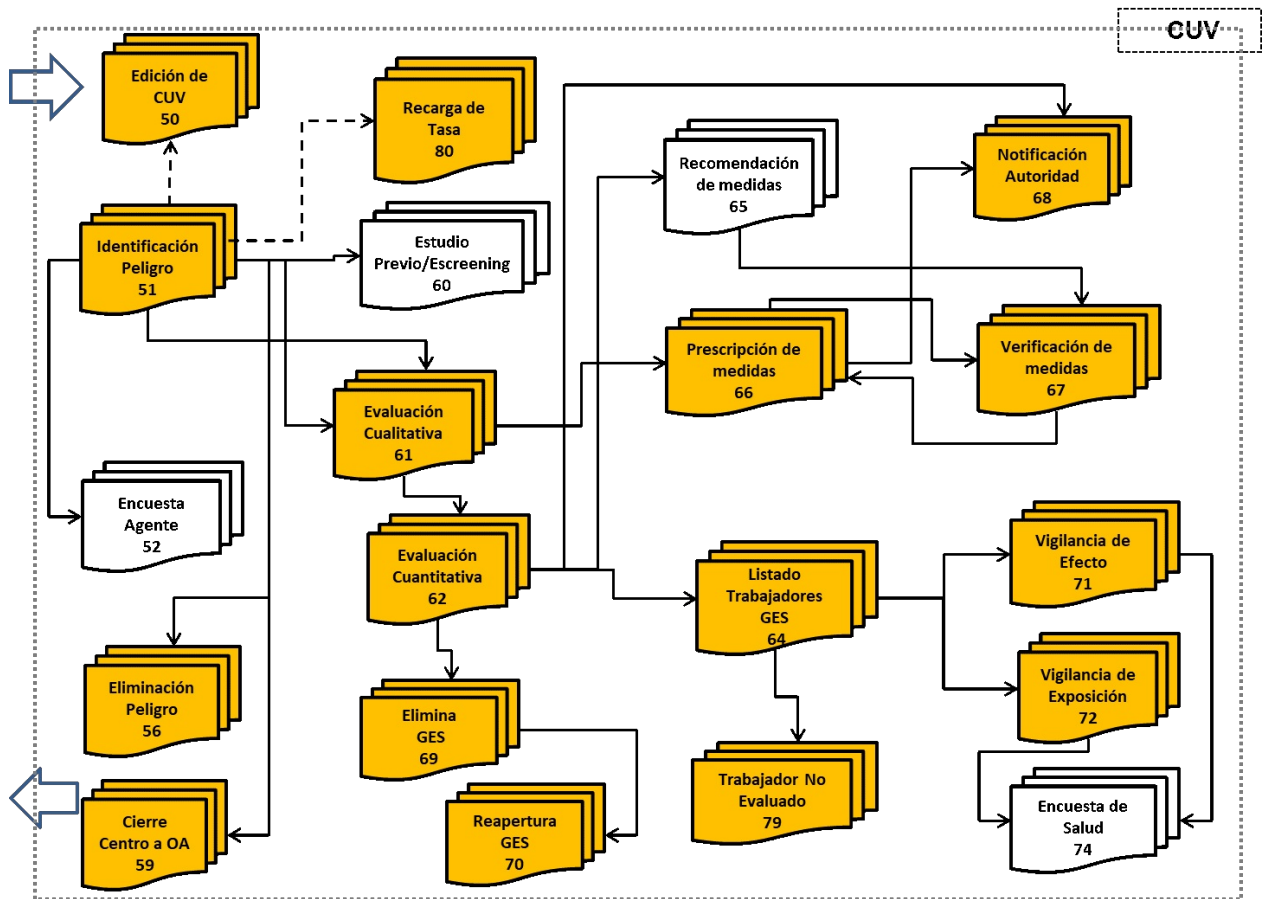 CUV
Edición de
CUV
50
Recarga de
Tasa
80
Recomendación
de medidas
65
Notificación
Autoridad
68
Identificación
Peligro
51
Estudio
Previo/Escreening
60
Prescripción de
medidas
66
Verificación de
medidas
67
Evaluación
Cualitativa
61
Encuesta
Agente
52
Evaluación
Cuantitativa
62
Listado
Trabajadores
GES
64
Vigilancia de
Efecto
71
Eliminación
Peligro
56
Elimina
GES
69
Vigilancia de
Exposición
72
Trabajador No
Evaluado
79
Cierre
Centro a OA
59
Reapertura
GES
70
Encuesta de
Salud
74